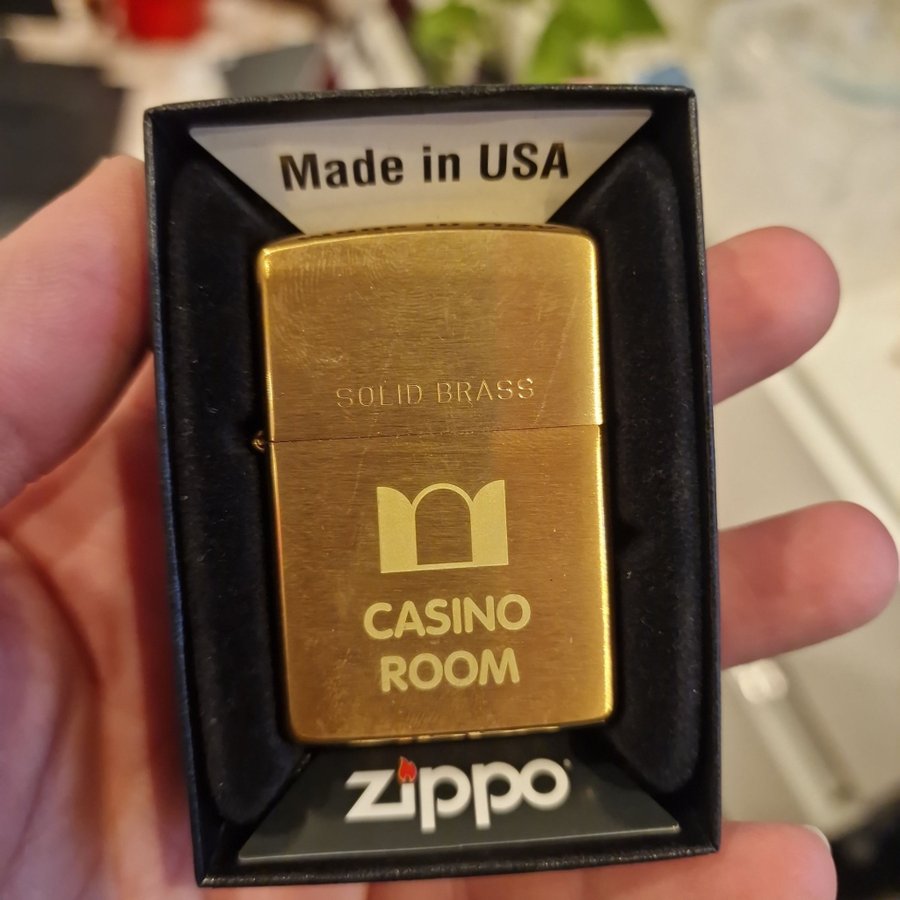 Made in USA
SOLID BRASS
CASINO
ROOM
zippo